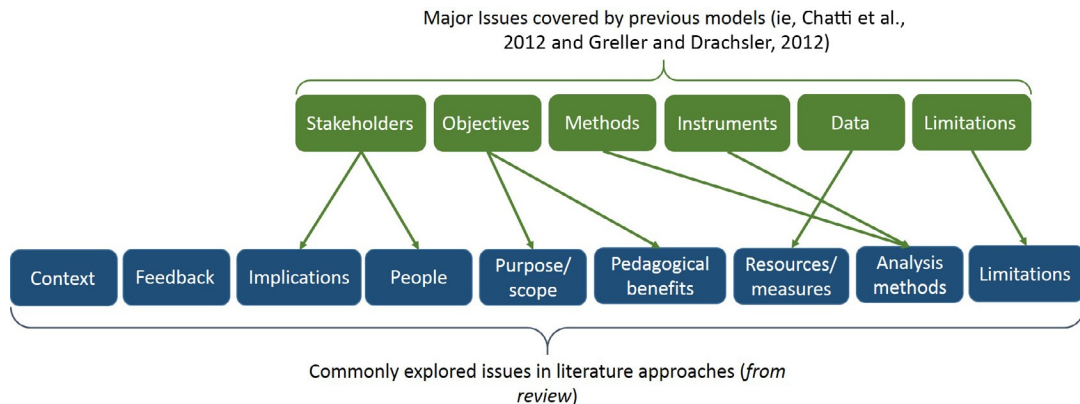 Major Issues covered by previous models (ie, Chatti et al.,
2012 and Greller and Drachsler, 2012)
Stakeholders
Objectives
Methods
Instruments
Data
Limitations
Context
Feedback
Implications
People
Purpose/
scope
Pedagogical
benefits
Resources/
measures
Analysis
methods
Limitations
Commonly explored issues in literature approaches (from
review)